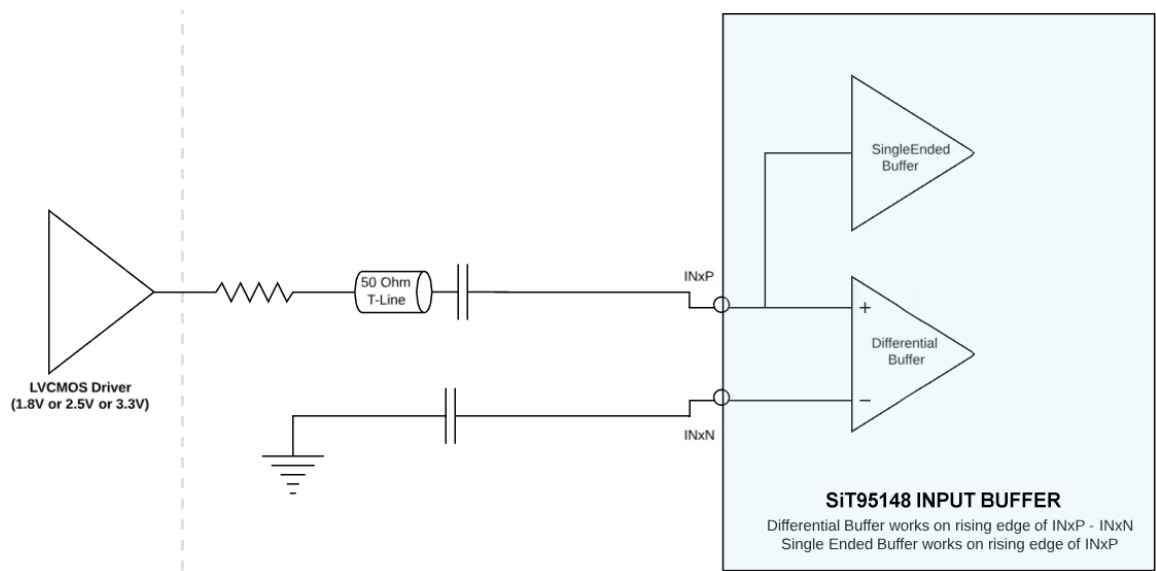 SingleEnded
Buffer
INxP
50 Ohm
T-Line
+
Differential
Buffer
−
LVCMOS Driver
(1.8V or 2.5V or 3.3V)
INxN
SiT95148 INPUT BUFFER
Differential Buffer works on rising edge of INxP - INxN
Single Ended Buffer works on rising edge of INxP